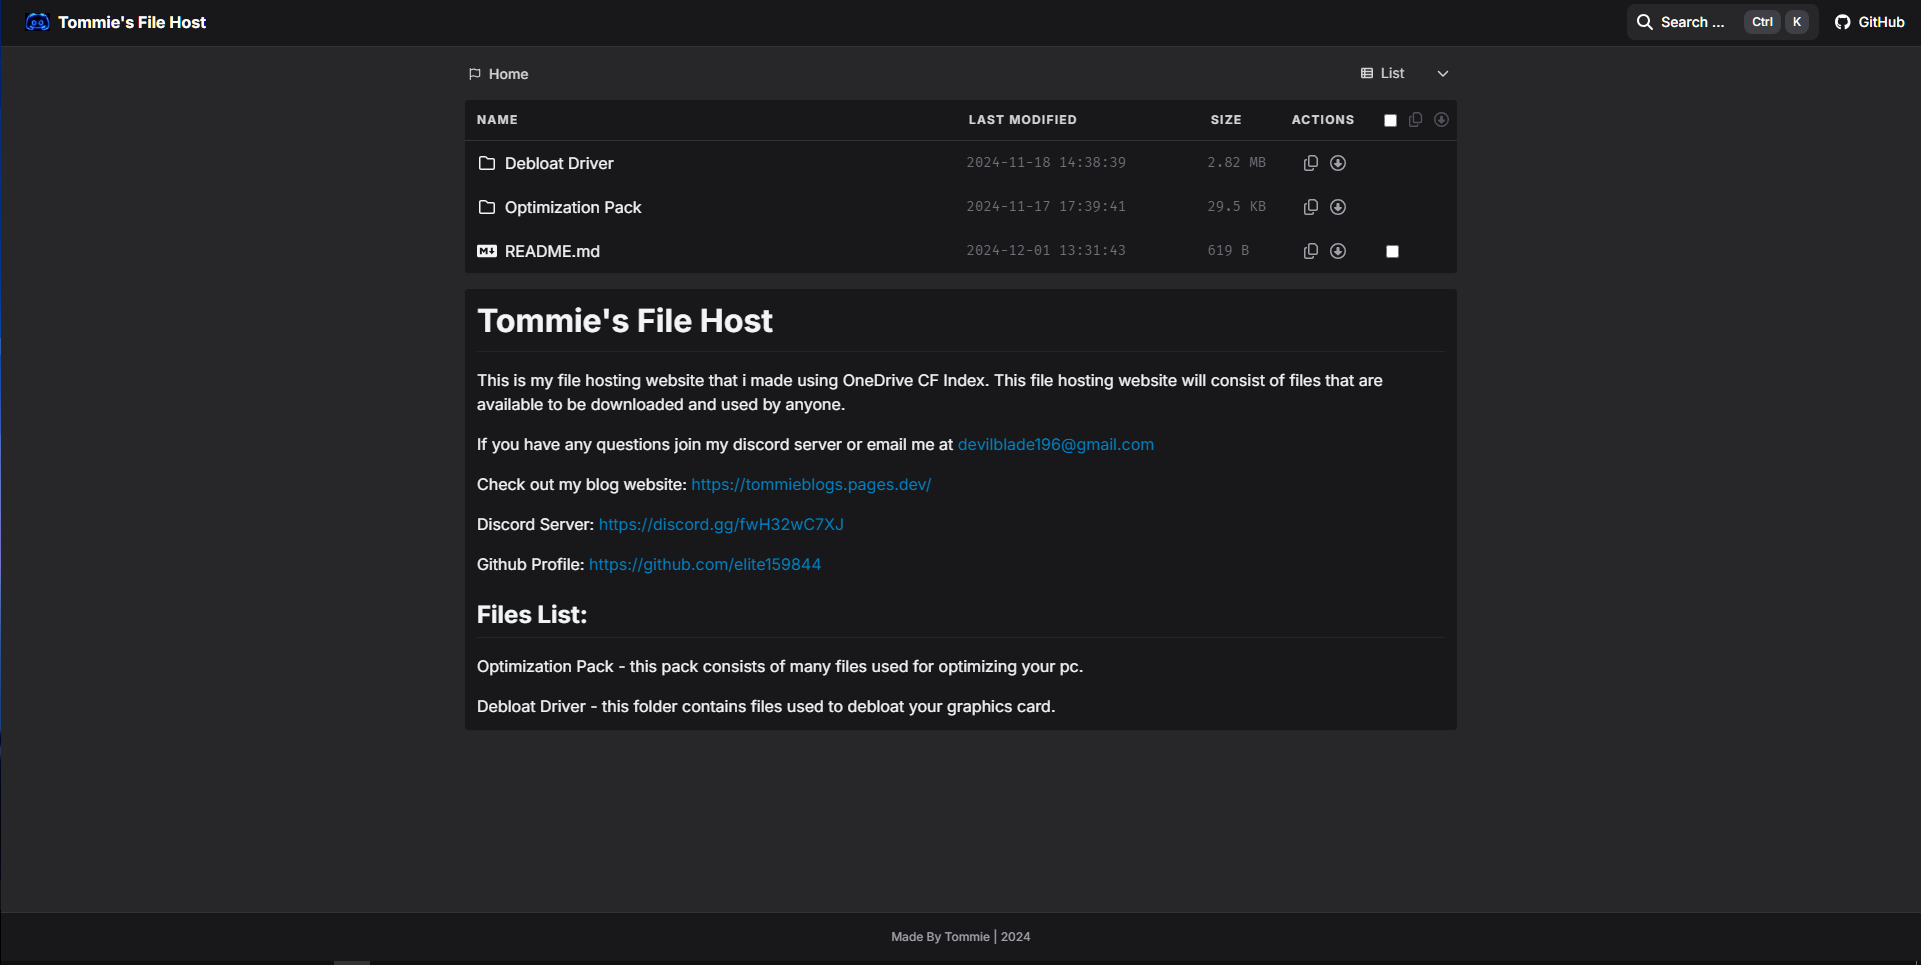 Tommie's File Host
Search ... Ctrl K GitHub
Home
List
NAME LAST MODIFIED SIZE ACTIONS
Debloat Driver 2024-11-18 14:38:39 2.82 MB
Optimization Pack 2024-11-17 17:39:41 29.5 KB
README.md 2024-12-01 13:31:43 619 B
Tommie's File Host
This is my file hosting website that i made using OneDrive CF Index. This file hosting website will consist of files that are
available to be downloaded and used by anyone.
If you have any questions join my discord server or email me at devilblade196@gmail.com
Check out my blog website: https://tommieblogs.pages.dev/
Discord Server: https://discord.gg/fwH32wC7XJ
Github Profile: https://github.com/elite159844
Files List:
Optimization Pack - this pack consists of many files used for optimizing your pc.
Debloat Driver - this folder contains files used to debloat your graphics card.
Made By Tommie | 2024